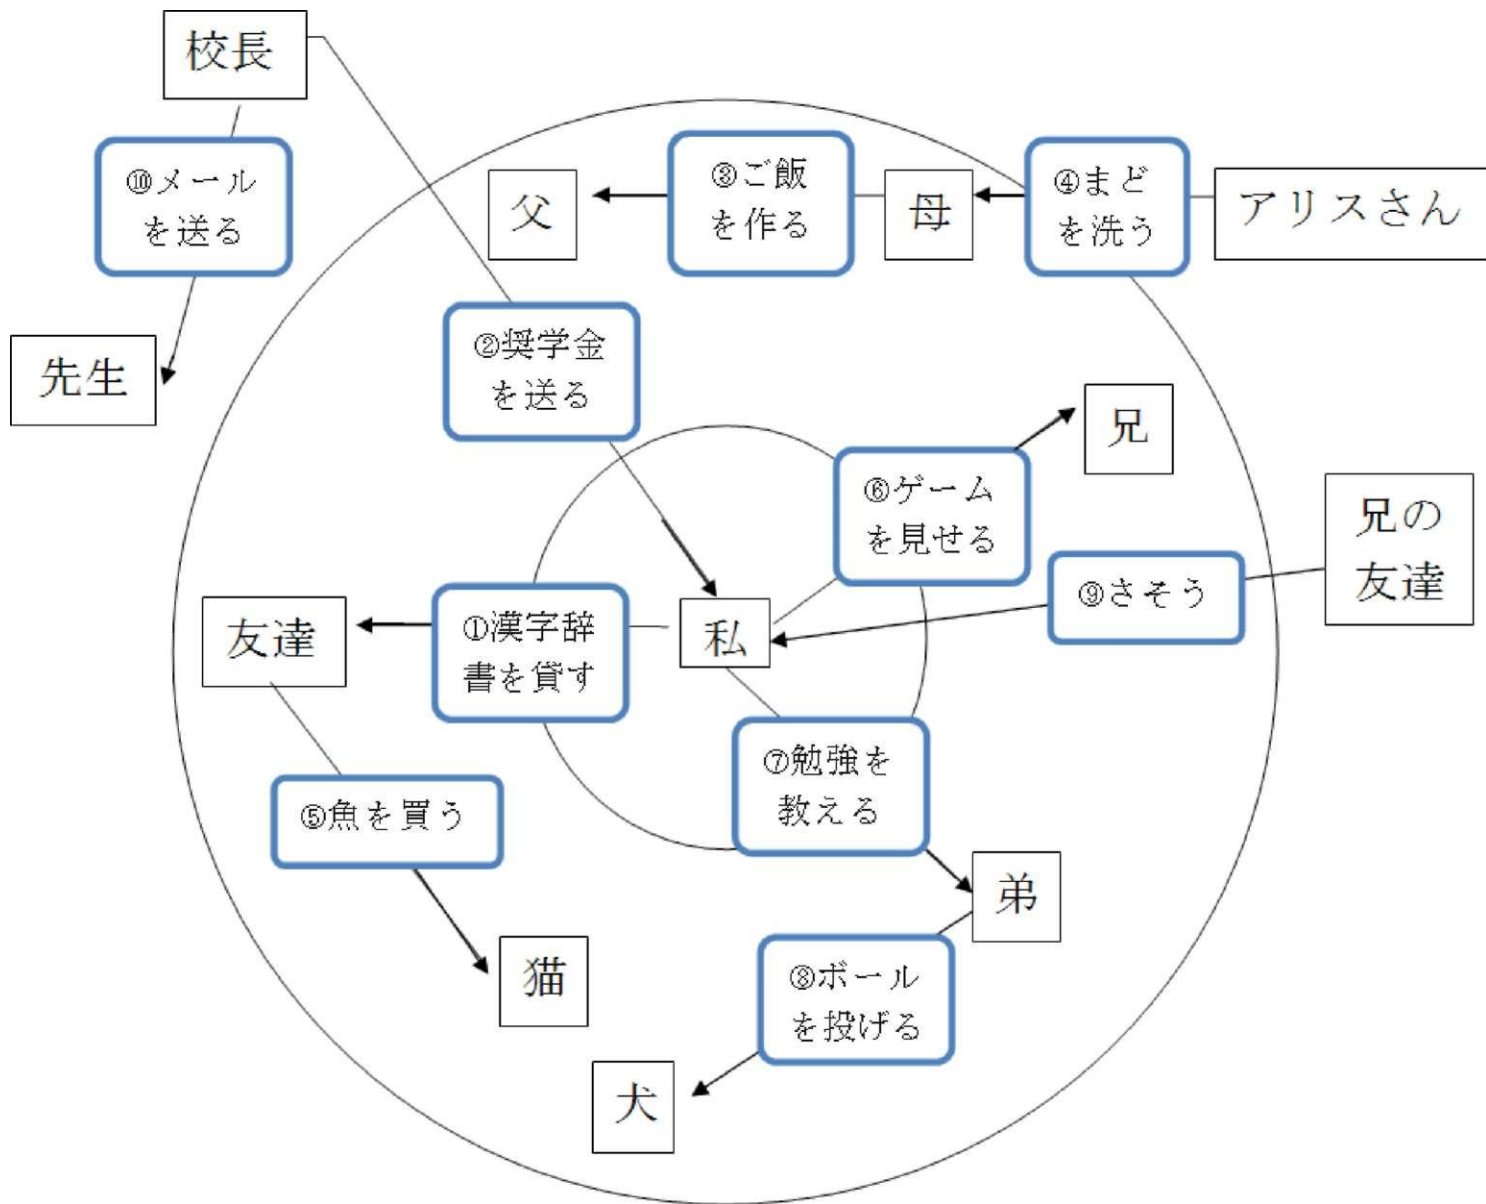 校長
⑩メール
を送る
先生
父
③ご飯
を作る
母
④まど
を洗う
アリスさん
②奨学金
を送る
兄
⑥ゲーム
を見せる
兄の
友達
⑨さそう
友達
①漢字辞
書を貸す
私
⑦勉強を
教える
⑤魚を買う
弟
猫
⑧ボール
を投げる
犬